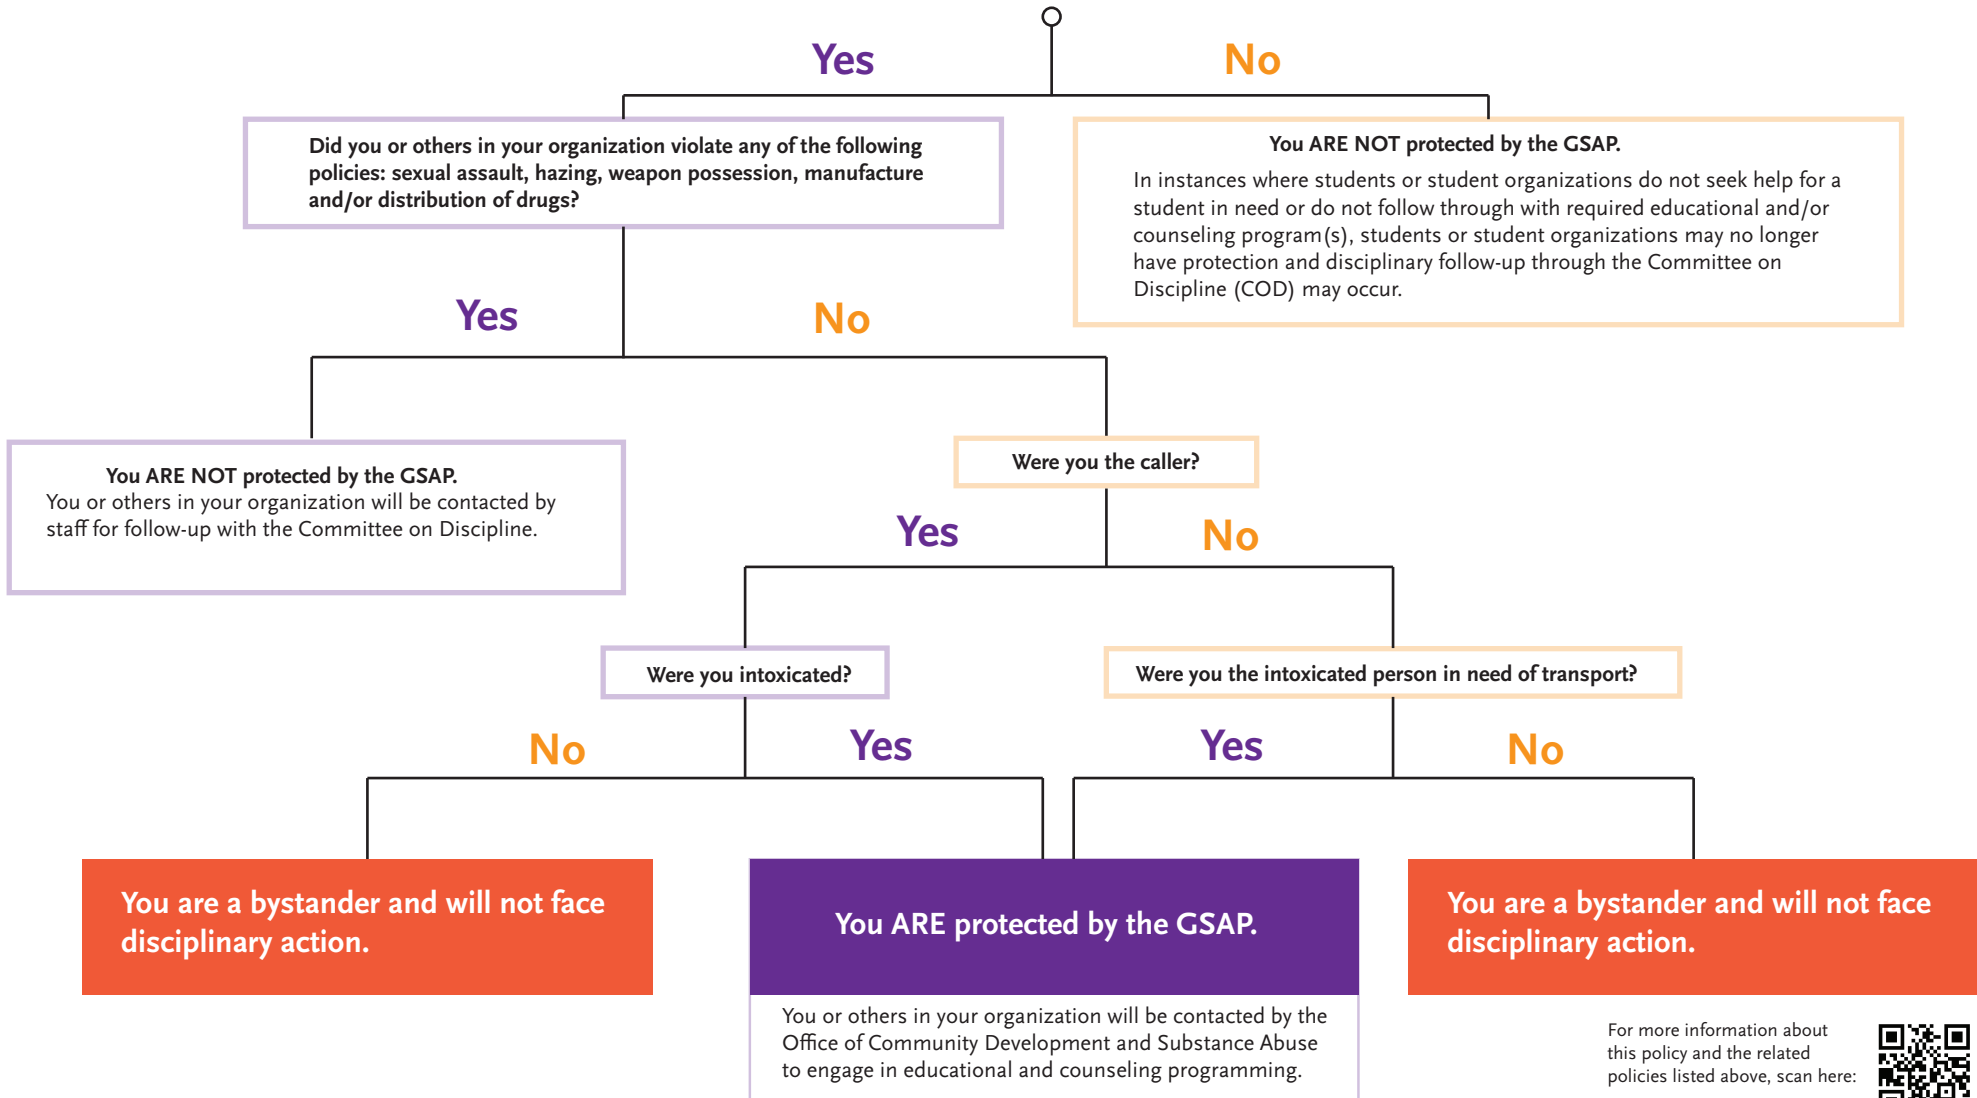 Yes
No
Did you or others in your organization violate any of the following
policies: sexual assault, hazing, weapon possession, manufacture
and/or distribution of drugs?
You ARE NOT protected by the GSAP.
In instances where students or student organizations do not seek help for a
student in need or do not follow through with required educational and/or
counseling program(s), students or student organizations may no longer
have protection and disciplinary follow-up through the Committee on
Discipline (COD) may occur.
Yes
No
You ARE NOT protected by the GSAP.
You or others in your organization will be contacted by
staff for follow-up with the Committee on Discipline.
Were you the caller?
Yes
No
Were you intoxicated?
Were you the intoxicated person in need of transport?
No
Yes
Yes
No
You are a bystander and will not face
disciplinary action.
You ARE protected by the GSAP.
You or others in your organization will be contacted by the
Office of Community Development and Substance Abuse
to engage in educational and counseling programming.
You are a bystander and will not face
disciplinary action.
For more information about
this policy and the related
policies listed above, scan here: